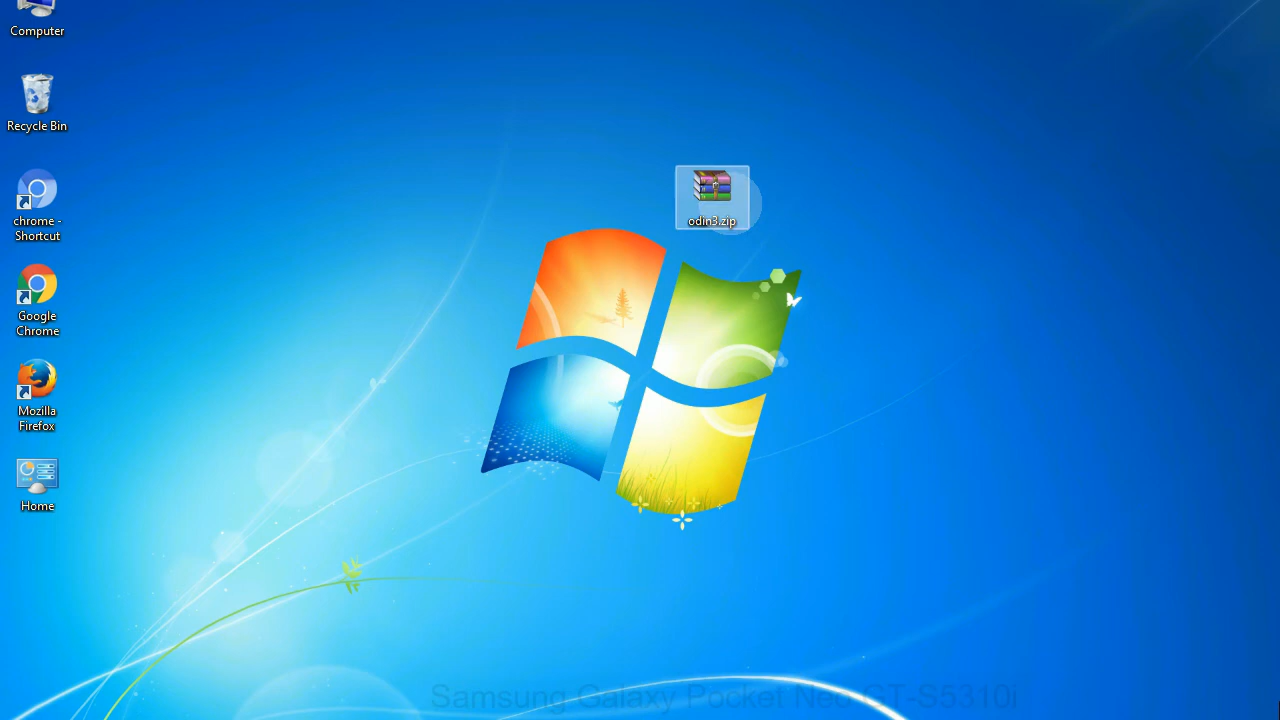 Computer
Recycle Bin
chrome -
Shortcut
Google
Chrome
Mozilla
Firefox
Home
odin3.zip
Samsung Galaxy Pocket Neo GT-S5310i